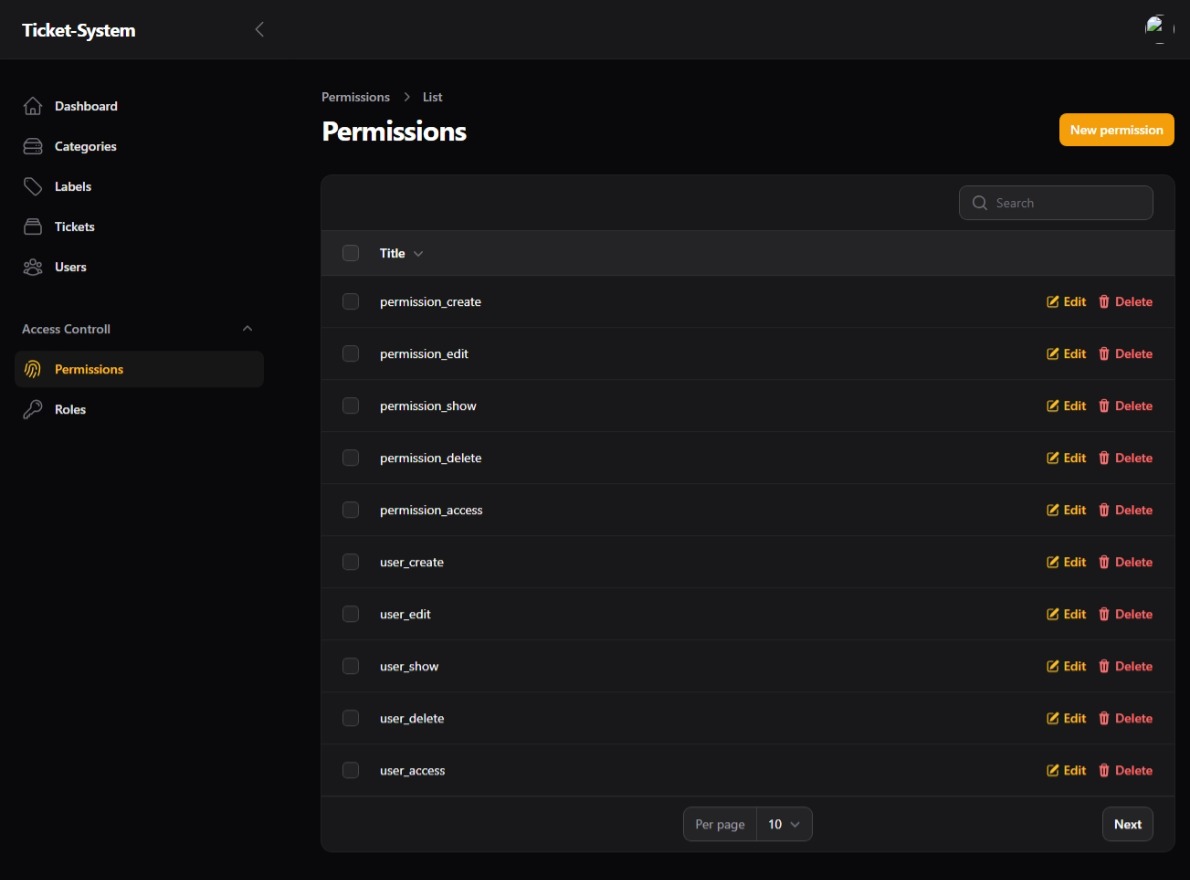 Ticket-System
Dashboard
Categories
Labels
Tickets
Users
Access Controll
Permissions
Roles
Permissions > List
Permissions
New permission
Search
Title
permission_create Edit Delete
permission_edit Edit Delete
permission_show Edit Delete
permission_delete Edit Delete
permission_access Edit Delete
user_create Edit Delete
user_edit Edit Delete
user_show Edit Delete
user_delete Edit Delete
user_access Edit Delete
Per page 10 Next